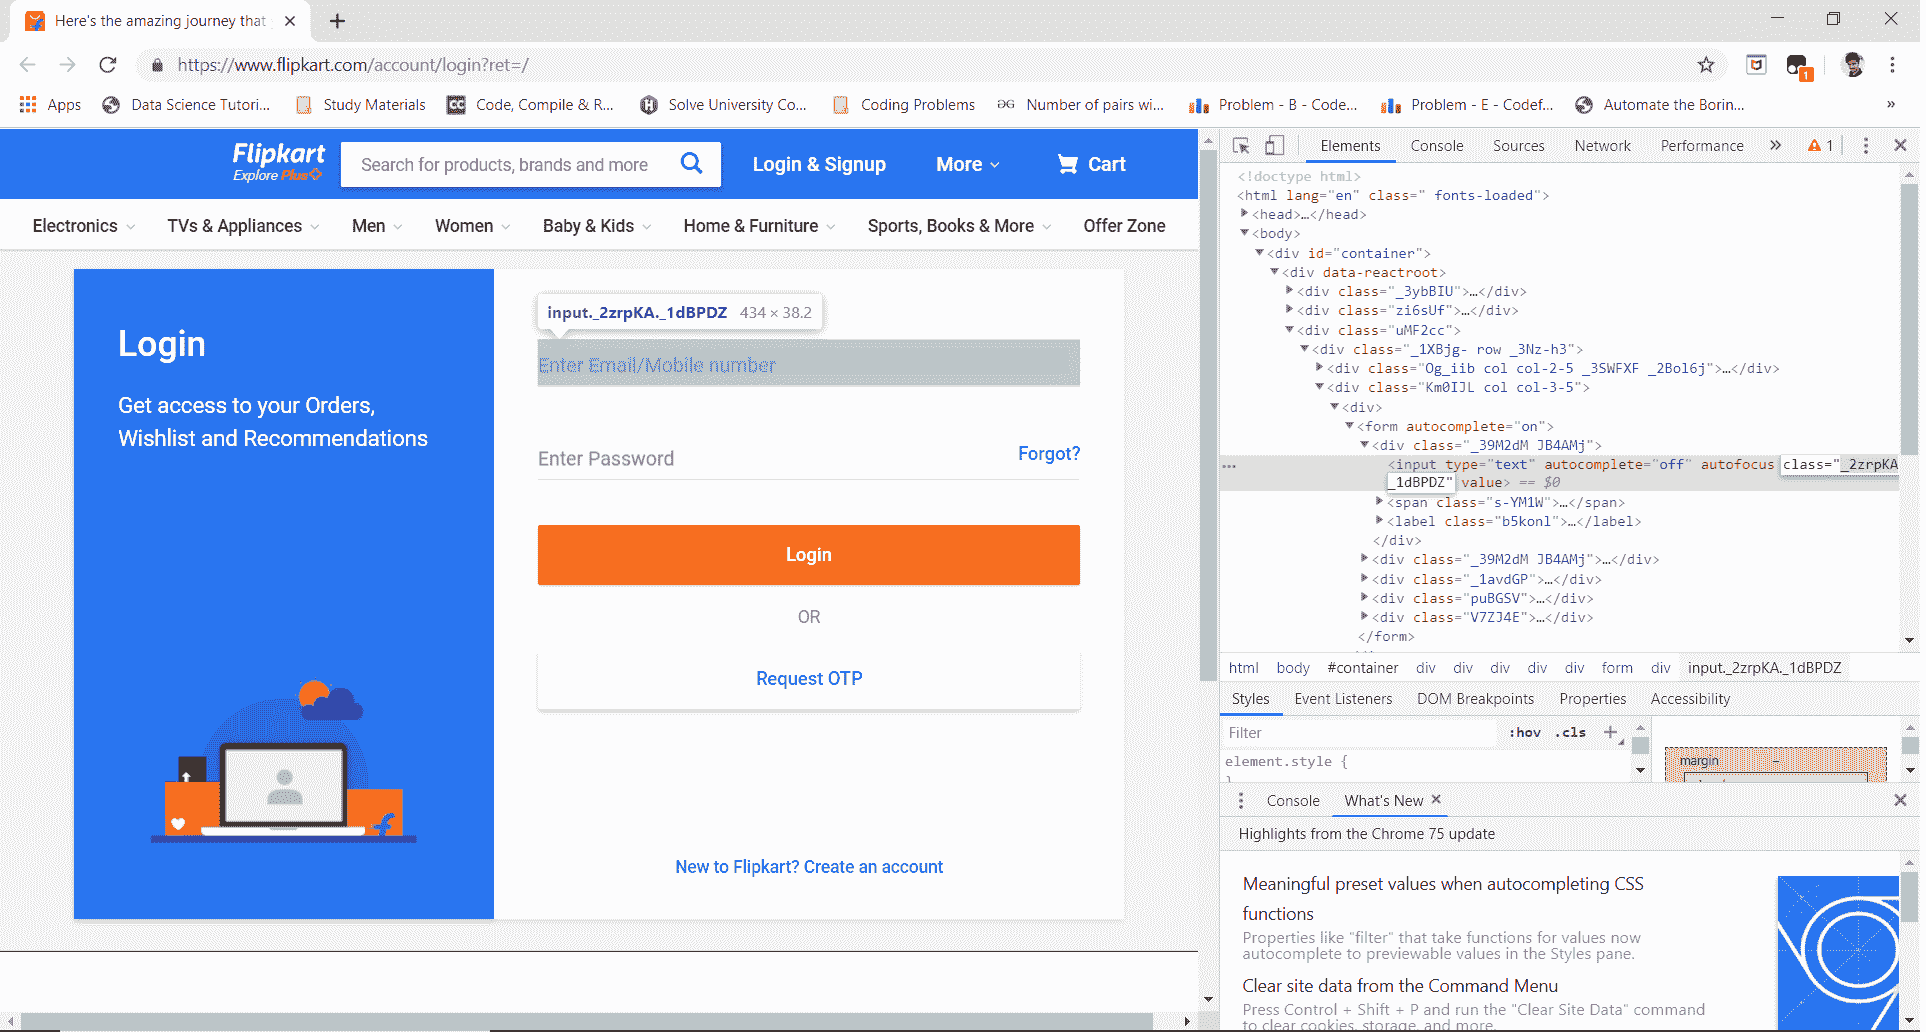 Here's the amazing journey that
https://www.flipkart.com/account/login?ret=/
1
Apps
Data Science Tutori...
Study Materials
Code, Compile & R...
Solve University Co...
Coding Problems
Number of pairs wi...
Problem - B - Code...
Problem - E - Codef...
Automate the Borin...
»
Flipkart
Explore Plus
Search for products, brands and more
Login & Signup
More
Cart
Electronics
TVs & Appliances
Men
Women
Baby & Kids
Home & Furniture
Sports, Books & More
Offer Zone
Login
Get access to your Orders,
Wishlist and Recommendations
input._2zrpKA._1dBPDZ 434 × 38.2
Enter Email/Mobile number
Enter Password
Forgot?
Login
OR
Request OTP
New to Flipkart? Create an account
Elements
Console
Sources
Network
Performance
»
1
<!doctype html>
<html lang="en" class=" fonts-loaded">
<head>…</head>
<body>
<div id="container">
<div data-reactroot>
<div class="_3ybBIU">…</div>
<div class="zi6sUf">…</div>
<div class="uMF2cc">
<div class="_1XBjg- row _3Nz-h3">
<div class="Og_iib col col-2-5 _3SWFXF _2Bol6j">…</div>
<div class="Km0IJL col col-3-5">
<div>
<form autocomplete="on">
<div class="_39M2dM JB4AMj">
<input type="text" autocomplete="off" autofocus class="_2zrpKA
_1dBPDZ" value> == $0
<span class="s-YM1W">…</span>
<label class="b5konl">…</label>
</div>
<div class="_39M2dM JB4AMj">…</div>
<div class="_1avdGP">…</div>
<div class="puBGSV">…</div>
<div class="V7ZJ4E">…</div>
</form>
html body #container div div div div div form div input._2zrpKA._1dBPDZ
Styles
Event Listeners
DOM Breakpoints
Properties
Accessibility
Filter
:hov .cls +
element.style {
}
margin
–
Console
What's New
Highlights from the Chrome 75 update
Meaningful preset values when autocompleting CSS
functions
Properties like "filter" that take functions for values now
autocomplete to previewable values in the Styles pane.
Clear site data from the Command Menu
Press Control + Shift + P and run the "Clear Site Data" command
to clear cookies, storage, and more.